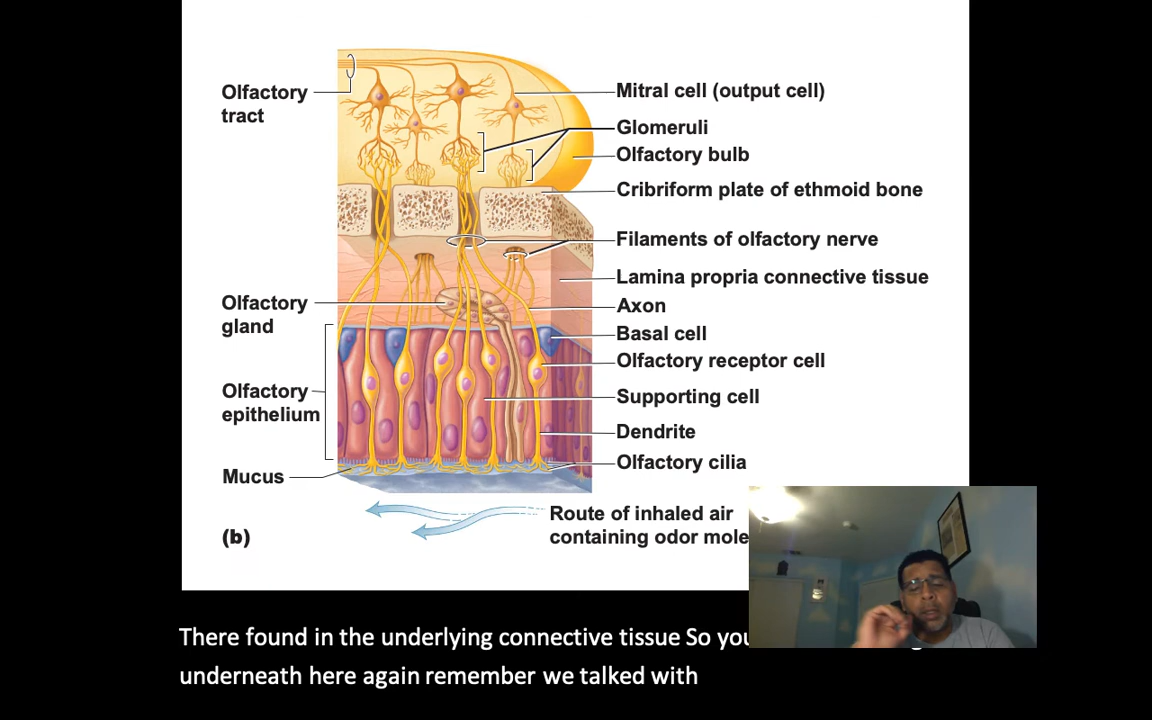 Olfactory
tract
Mitral cell (output cell)
Glomeruli
Olfactory bulb
Cribriform plate of ethmoid bone
Filaments of olfactory nerve
Lamina propria connective tissue
Olfactory
gland
Axon
Basal cell
Olfactory receptor cell
Olfactory
epithelium
Supporting cell
Dendrite
Olfactory cilia
Mucus
Route of inhaled air
containing odor mole
(b)
There found in the underlying connective tissue So
underneath here again remember we talked with